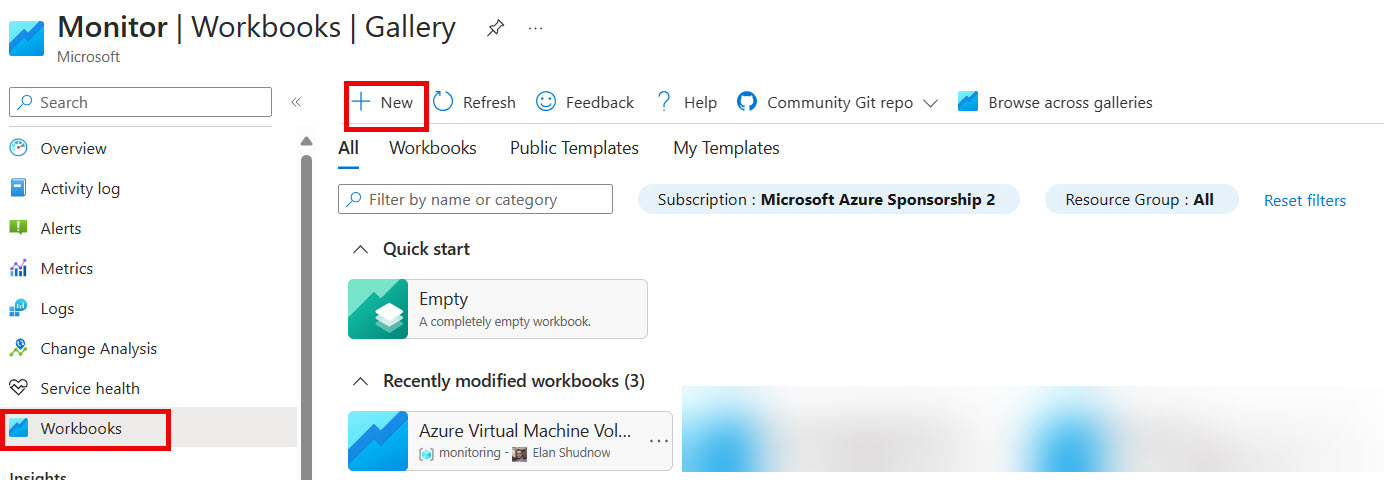 Monitor | Workbooks | Gallery
Microsoft
Search
Overview
Activity log
Alerts
Metrics
Logs
Change Analysis
Service health
Workbooks
Insights
New
Refresh
Feedback
Help
Community Git repo
Browse across galleries
All
Workbooks
Public Templates
My Templates
Filter by name or category
Subscription : Microsoft Azure Sponsorship 2
Resource Group : All
Reset filters
Quick start
Empty
A completely empty workbook.
Recently modified workbooks (3)
Azure Virtual Machine Vol...
monitoring - Elan Shudnow